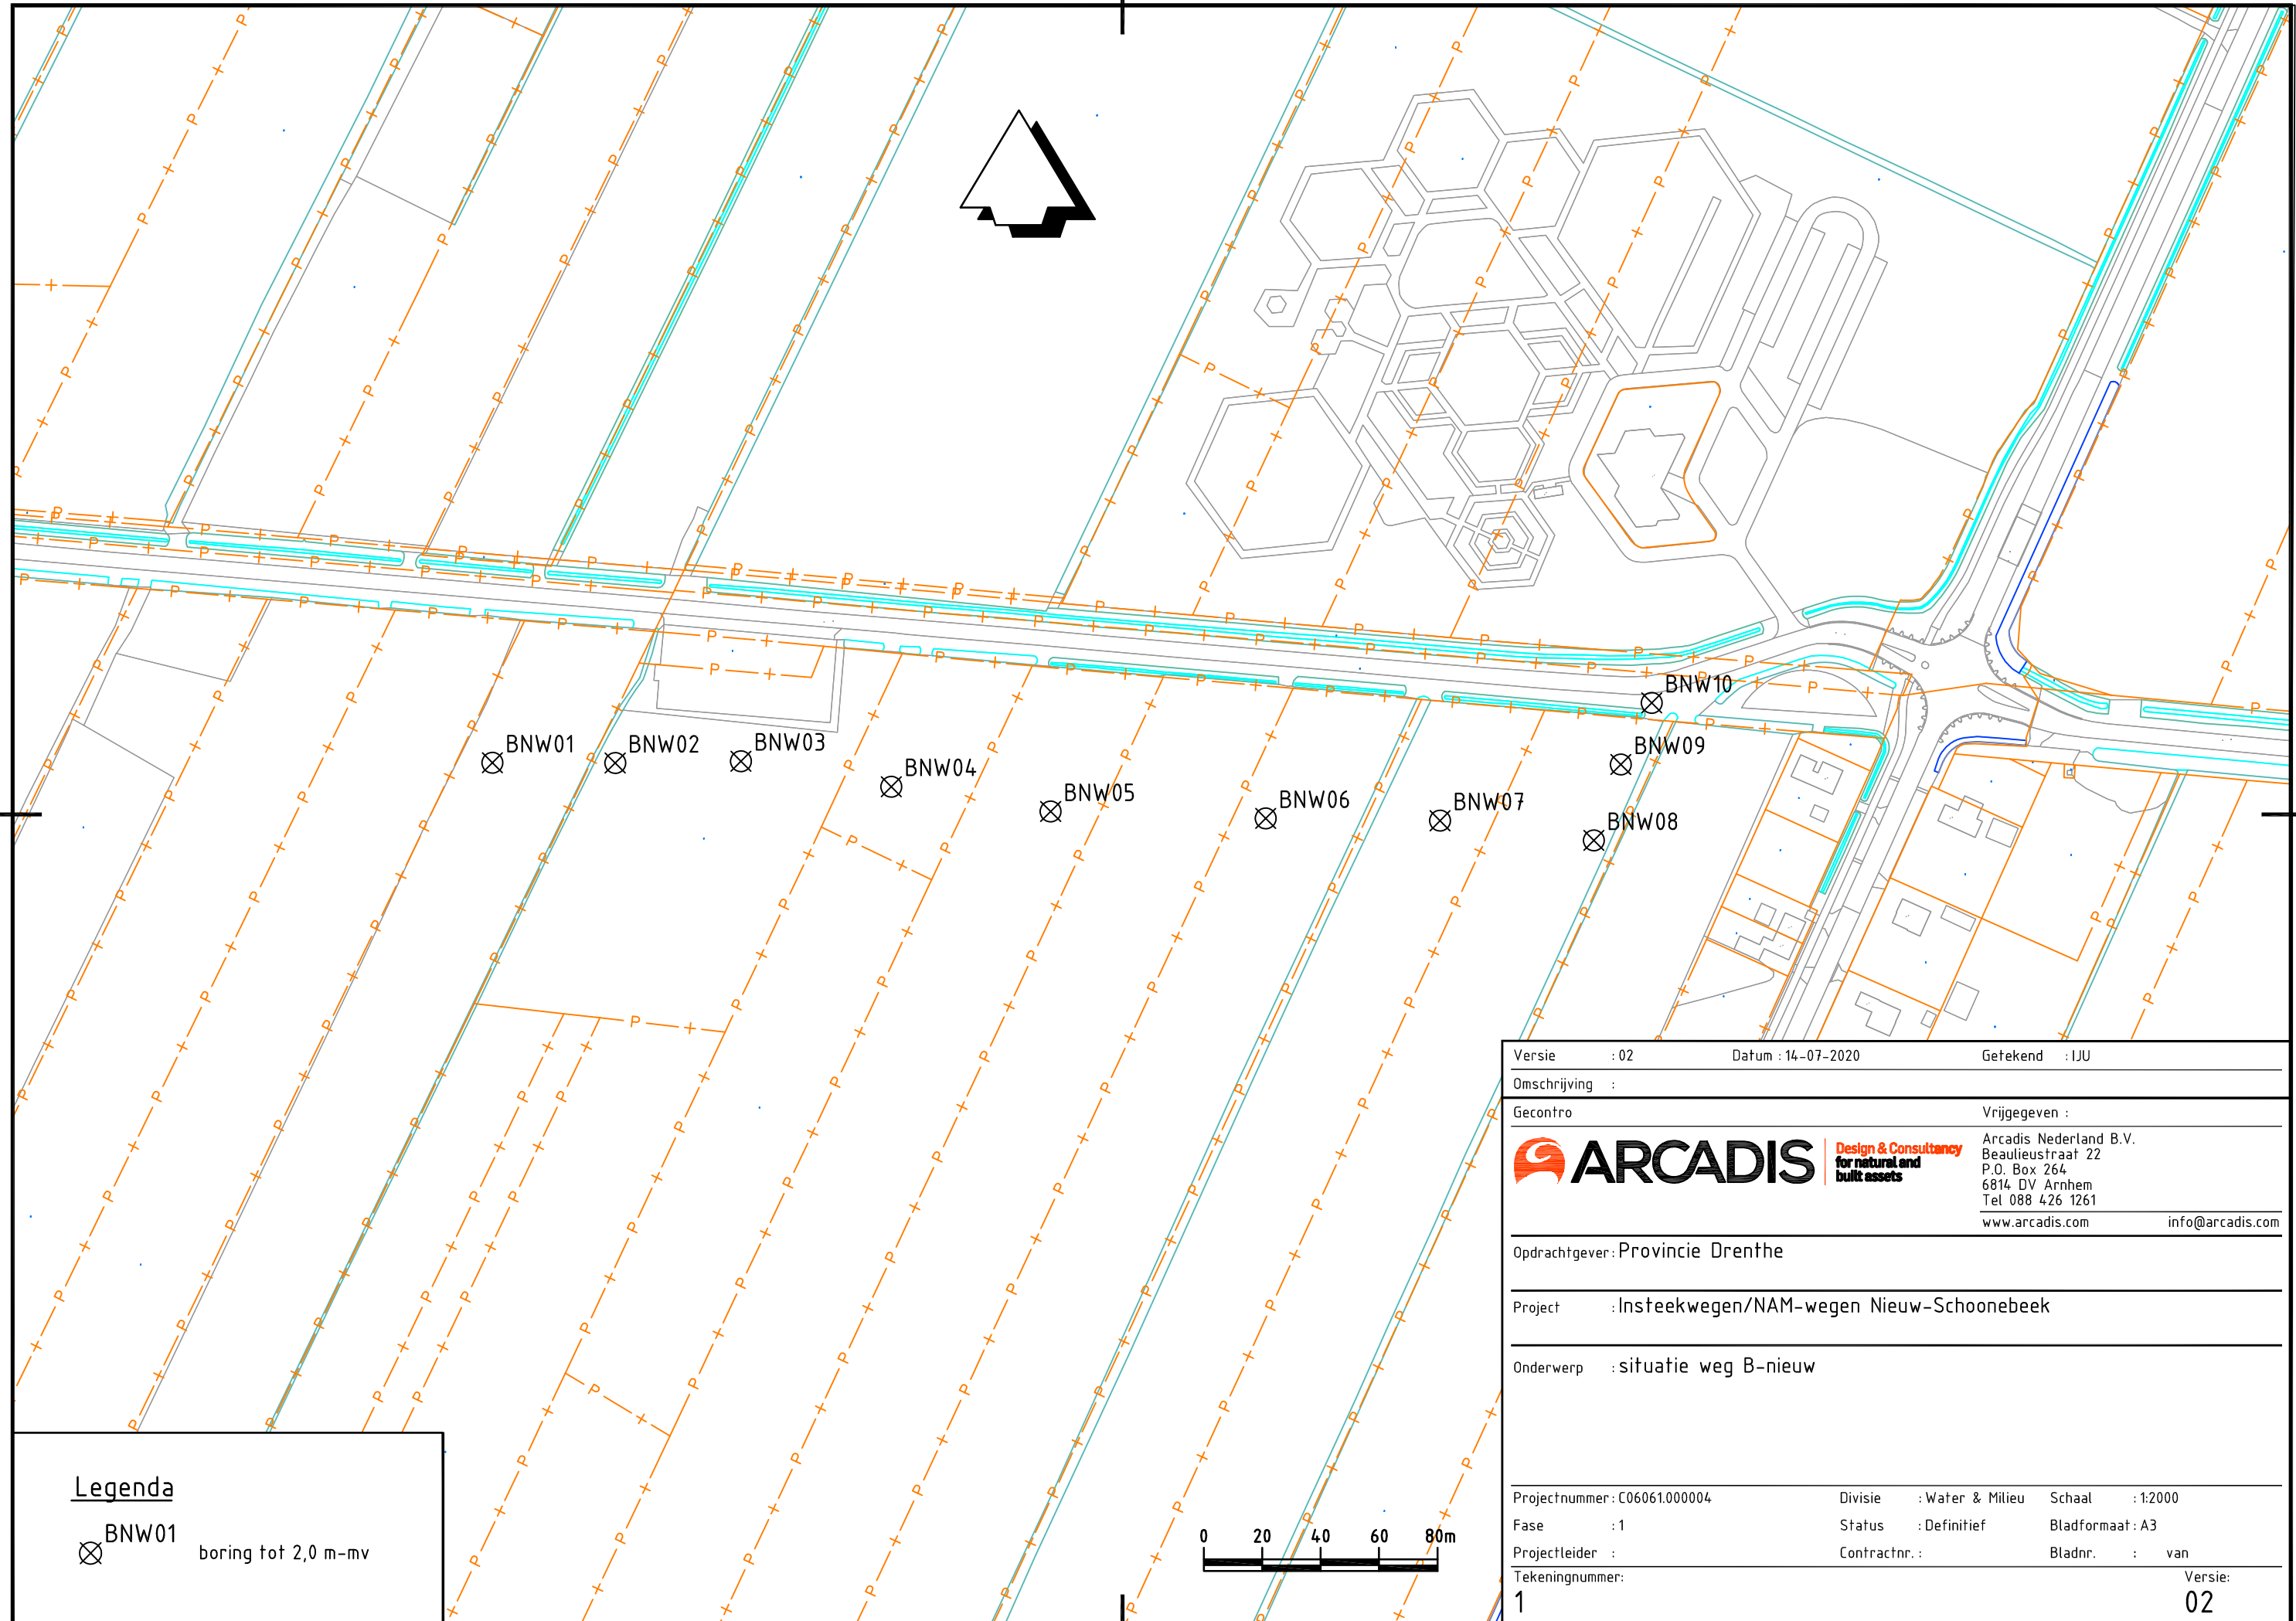 BNW10
BNW01
BNW02
BNW03
BNW09
BNW04
BNW05
BNW06
BNW07
BNW08
Versie : 02 Datum : 14-07-2020 Getekend : IJU
Omschrijving :
Gecontro Vrijgegeven :
ARCADIS
Design & Consultancy
for natural and
built assets
Arcadis Nederland B.V.
Beaulieustraat 22
P.O. Box 264
6814 DV Arnhem
Tel 088 426 1261
www.arcadis.com info@arcadis.com
Opdrachtgever : Provincie Drenthe
Project : Insteekwegen/NAM-wegen Nieuw-Schoonebeek
Onderwerp : situatie weg B-nieuw
Projectnummer : C06061.000004 Divisie : Water & Milieu Schaal : 1:2000
Fase : 1 Status : Definitief Bladformaat : A3
Projectleider : Contractnr. : Bladnr. : van
Tekeningnummer: Versie:
1 02
Legenda
BNW01 boring tot 2,0 m-mv
0 20 40 60 80m